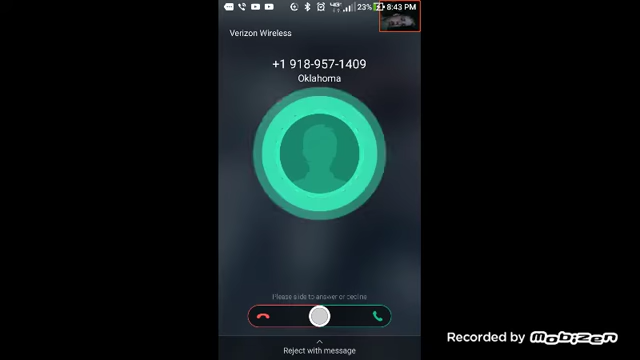 23% 8:43 PM
Verizon Wireless
+1 918-957-1409
Oklahoma
Please slide to answer or decline
Reject with message
Recorded by Mobizen